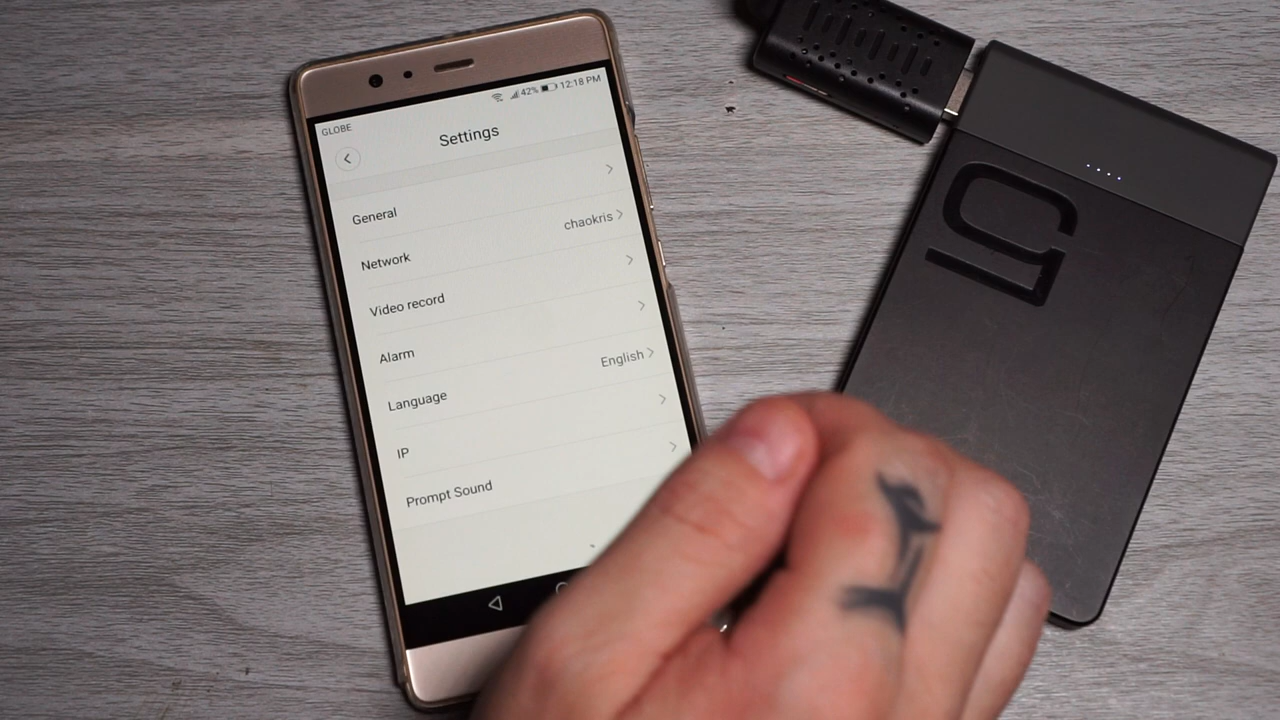 GLOBE
42% 12:18 PM
Settings
General
Network chaokris
Video record
Alarm
Language English
IP
Prompt Sound